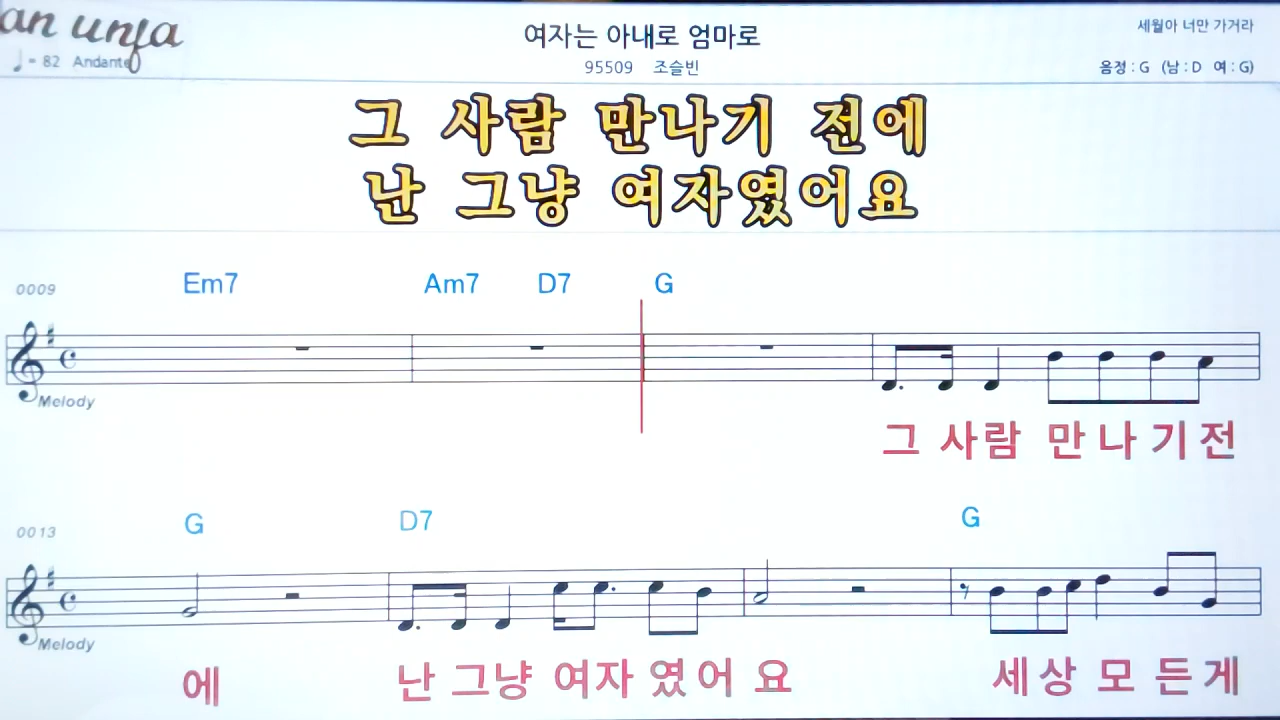 an unfa
여자는 아내로 엄마로
세월아 너만 가거라
♩= 82 Andante
95509 조슬빈
음정 : G (남 : D 여 : G)
그 사람 만나기 전에
난 그냥 여자였어요
0009 Em7 Am7 D7 G
Melody
그 사람 만 나 기 전
0013 G D7 G
Melody
에 난 그냥 여자 였어 요 세상 모 든 게